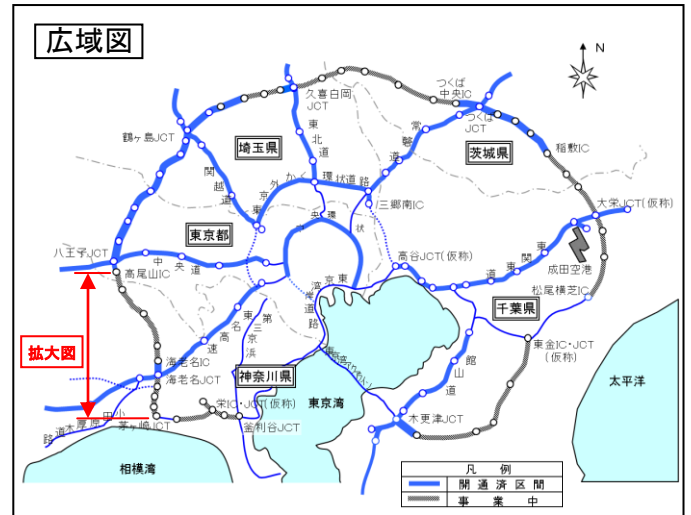 広域図
N
つくば
中央IC
久喜白岡
JCT
つくば
JCT
鶴ヶ島JCT
埼玉県
東北道
常磐道
茨城県
稲敷IC
関越道
東京外かく環状道路
三郷南IC
中央環状
東京都
大栄JCT(仮称)
八王子JCT
中央道
高谷JCT(仮称)
東関東道
成田空港
高尾山IC
松尾横芝IC
東京湾岸道路
千葉県
拡大図
東名高速
第三京浜
東金IC・JCT
(仮称)
海老名IC
海老名JCT
神奈川県
館山道
太平洋
栄IC・JCT(仮称)
東京湾
木更津JCT
小田原厚木道路
茅ヶ崎JCT
釜利谷JCT
相模湾
凡例
開通済区間
事業中